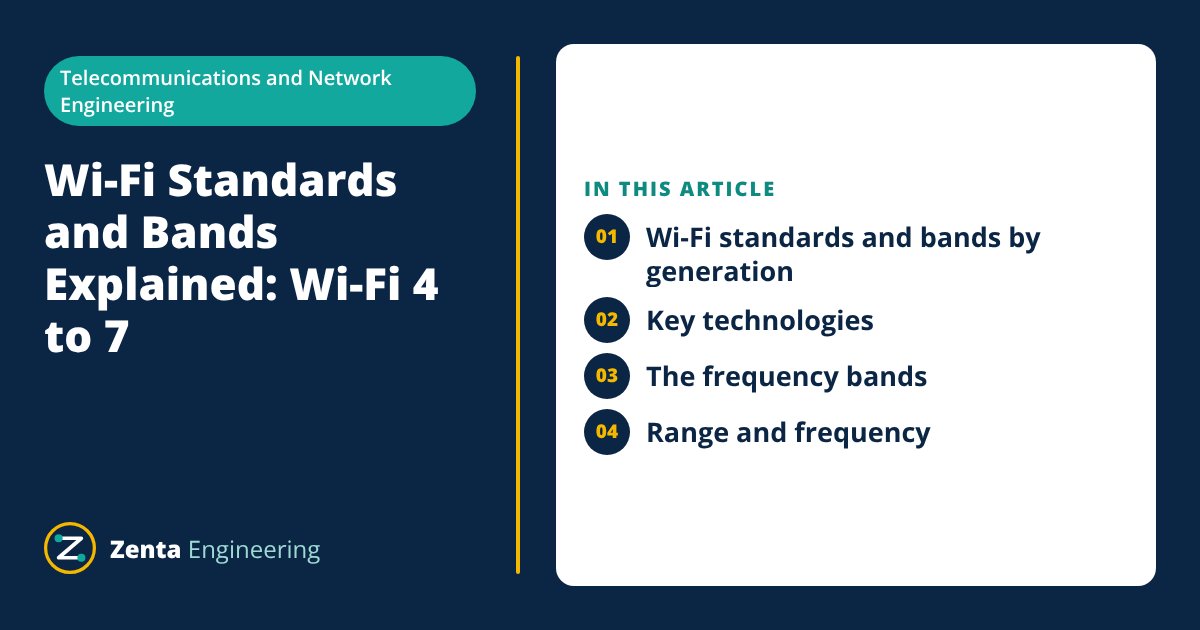 Telecommunications and Network
Engineering
Wi-Fi Standards
and Bands
Explained: Wi-Fi 4
to 7
Zenta Engineering
IN THIS ARTICLE
01 Wi-Fi standards and bands by
generation
02 Key technologies
03 The frequency bands
04 Range and frequency